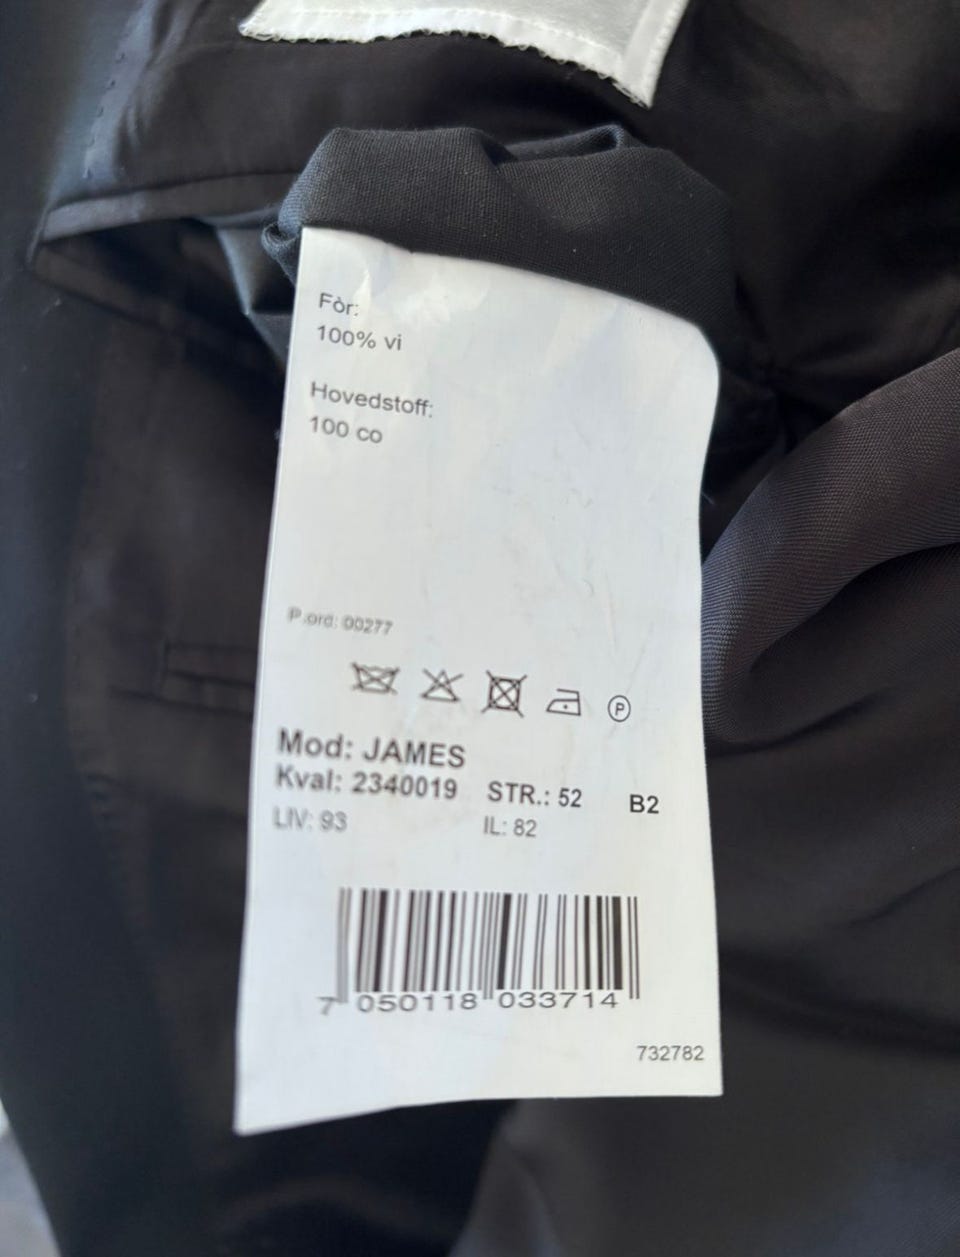 Fòr:
100% vi
Hovedstoff:
100 co
P.ord: 00277
P
Mod: JAMES
Kval: 2340019 STR.: 52 B2
LIV: 93 IL: 82
7 050118 033714
732782